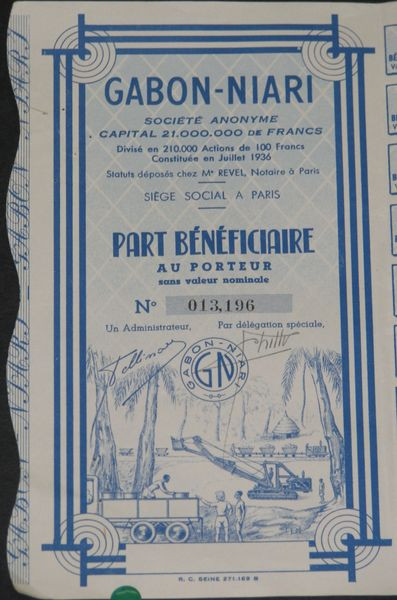 GABON-NIARI
SOCIÉTÉ ANONYME
CAPITAL 21.000.000 DE FRANCS
Divisé en 210.000 Actions de 100 Francs
Constituée en Juillet 1936
Statuts déposés chez Mᵉ REVEL, Notaire à Paris
SIÈGE SOCIAL A PARIS
PART BÉNÉFICIAIRE
AU PORTEUR
sans valeur nominale
Nº 013,196
Un Administrateur, Par délégation spéciale,
GABON-NIARI
GN
R. C. SEINE 271.169 B